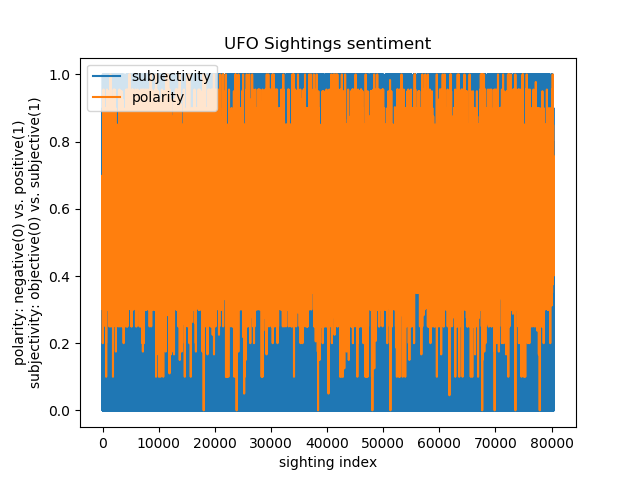 UFO Sightings sentiment
subjectivity
polarity
polarity: negative(0) vs. positive(1)
subjectivity: objective(0) vs. subjective(1)
1.0
0.8
0.6
0.4
0.2
0.0
0 10000 20000 30000 40000 50000 60000 70000 80000
sighting index